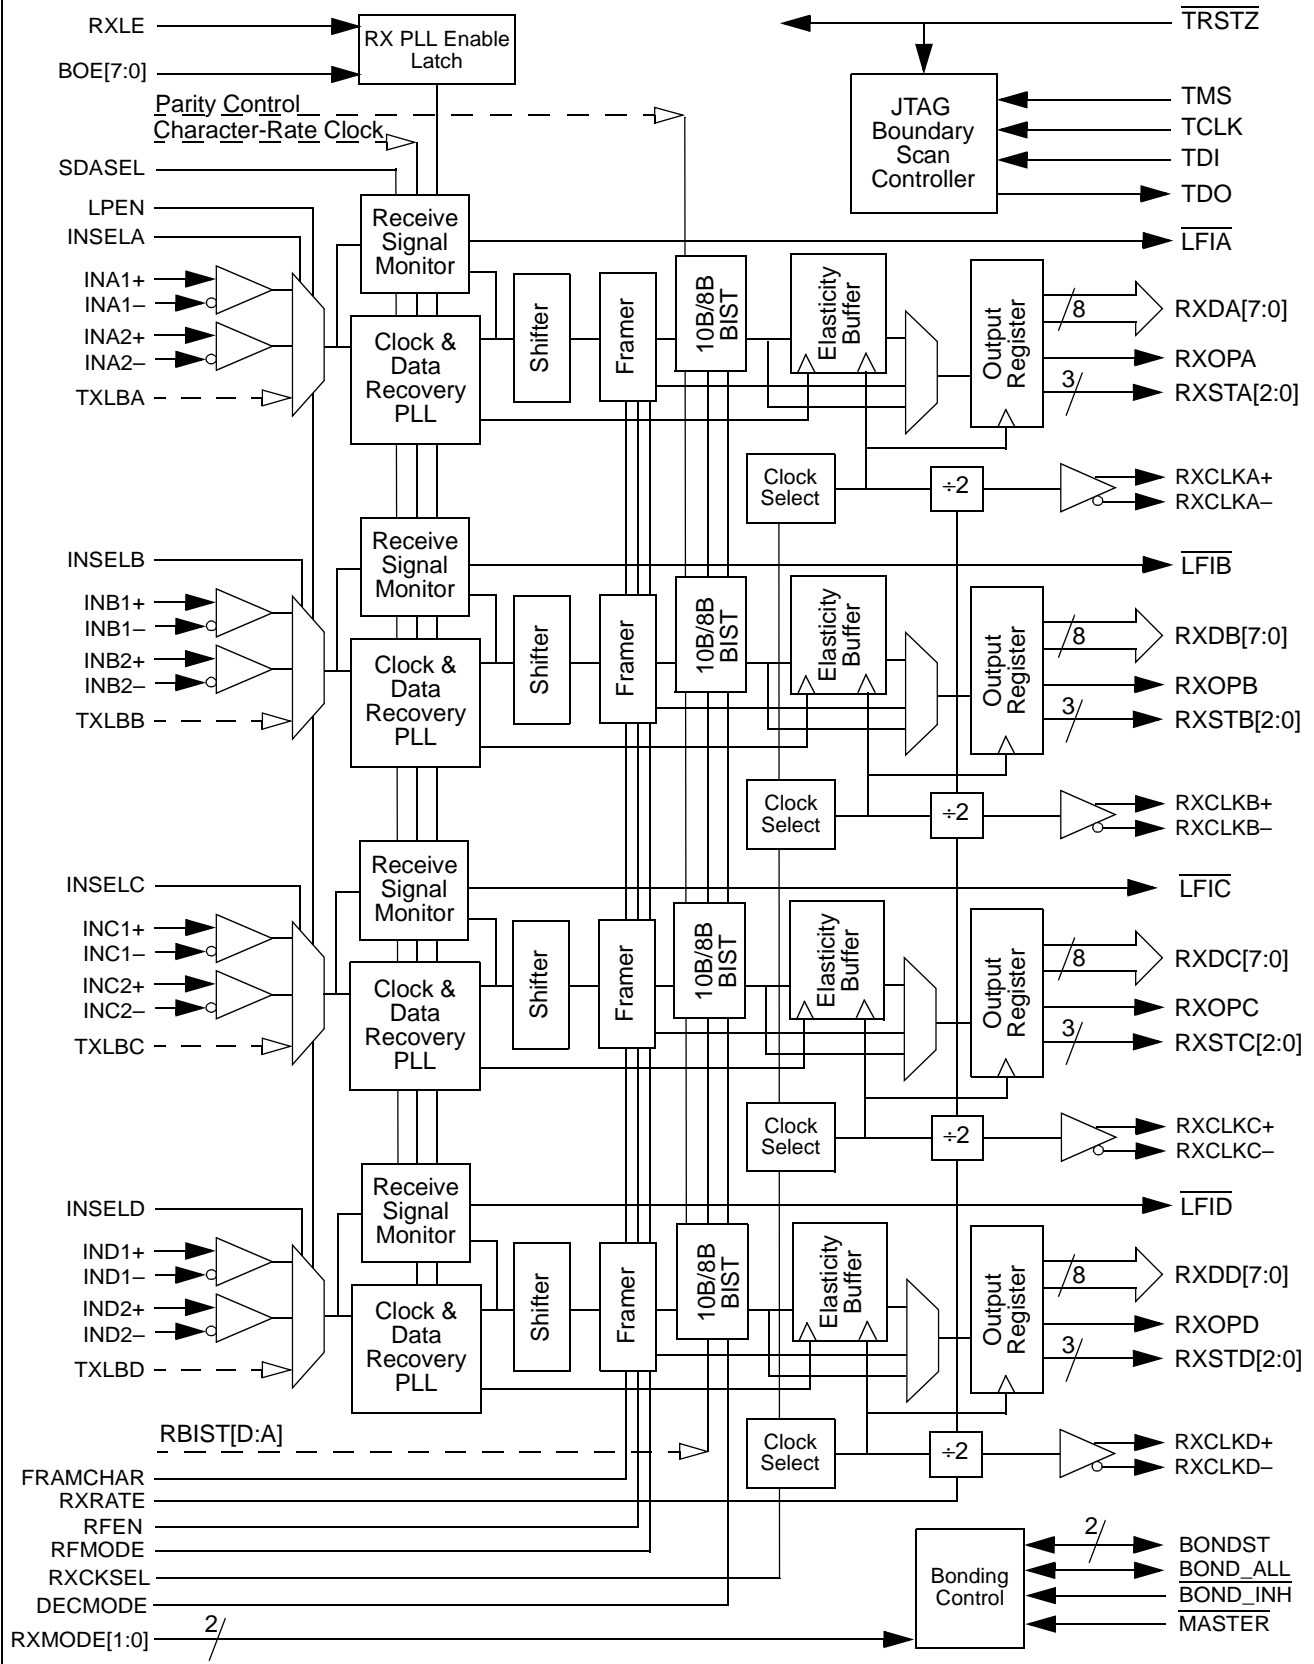 RXLE
BOE[7:0]
RX PLL Enable
Latch
TRSTZ
JTAG
Boundary
Scan
Controller
TMS
TCLK
TDI
TDO
Parity Control
Character-Rate Clock
SDASEL
LPEN
INSELA
INA1+
INA1–
INA2+
INA2–
TXLBA
Receive
Signal
Monitor
Clock &
Data
Recovery
PLL
Shifter
Framer
10B/8B
BIST
Elasticity
Buffer
Output
Register
LFIA
8
RXDA[7:0]
RXOPA
3
RXSTA[2:0]
Clock
Select
÷2
RXCLKA+
RXCLKA–
INSELB
INB1+
INB1–
INB2+
INB2–
TXLBB
Receive
Signal
Monitor
Clock &
Data
Recovery
PLL
Shifter
Framer
10B/8B
BIST
Elasticity
Buffer
Output
Register
LFIB
8
RXDB[7:0]
RXOPB
3
RXSTB[2:0]
Clock
Select
÷2
RXCLKB+
RXCLKB–
INSELC
INC1+
INC1–
INC2+
INC2–
TXLBC
Receive
Signal
Monitor
Clock &
Data
Recovery
PLL
Shifter
Framer
10B/8B
BIST
Elasticity
Buffer
Output
Register
LFIC
8
RXDC[7:0]
RXOPC
3
RXSTC[2:0]
Clock
Select
÷2
RXCLKC+
RXCLKC–
INSELD
IND1+
IND1–
IND2+
IND2–
TXLBD
Receive
Signal
Monitor
Clock &
Data
Recovery
PLL
Shifter
Framer
10B/8B
BIST
Elasticity
Buffer
Output
Register
LFID
8
RXDD[7:0]
RXOPD
3
RXSTD[2:0]
Clock
Select
÷2
RXCLKD+
RXCLKD–
RBIST[D:A]
FRAMCHAR
RXRATE
RFEN
RFMODE
RXCKSEL
DECMODE
RXMODE[1:0]
2
Bonding
Control
2
BONDST
BOND_ALL
BOND_INH
MASTER